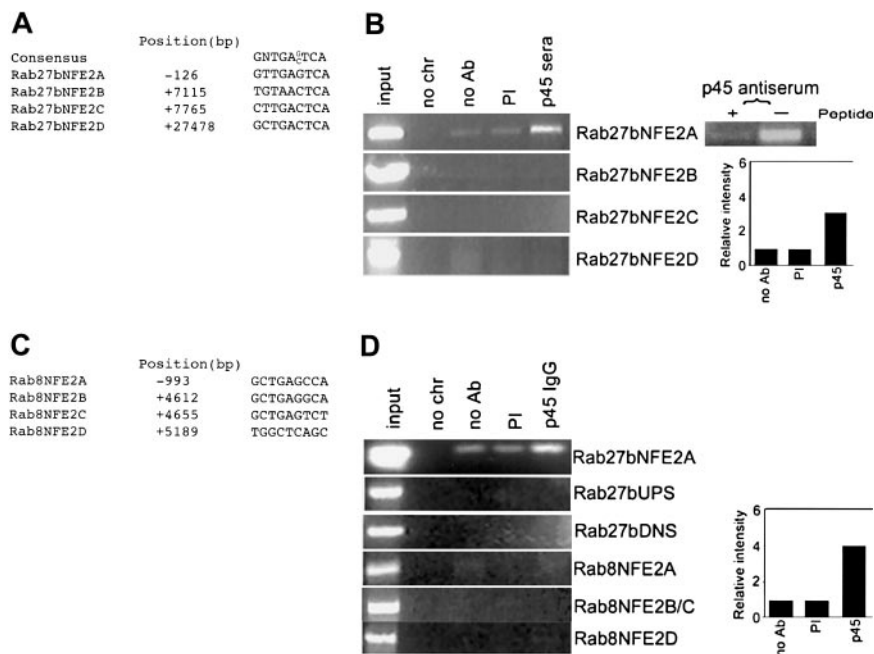 A
Position(bp)
Consensus GNTGAGCTCA
Rab27bNFE2A −126 GTTGAGTCA
Rab27bNFE2B +7115 TGTAACTCA
Rab27bNFE2C +7765 CTTGACTCA
Rab27bNFE2D +27478 GCTGACTCA
B
input
no chr
no Ab
PI
p45 sera
Rab27bNFE2A
Rab27bNFE2B
Rab27bNFE2C
Rab27bNFE2D
p45 antiserum
+ − Peptide
Relative intensity
6
4
2
0
no Ab
PI
p45
C
Position(bp)
Rab8NFE2A −993 GCTGAGCCA
Rab8NFE2B +4612 GCTGAGGCA
Rab8NFE2C +4655 GCTGAGTCT
Rab8NFE2D +5189 TGGCTCAGC
D
input
no chr
no Ab
PI
p45 IgG
Rab27bNFE2A
Rab27bUPS
Rab27bDNS
Rab8NFE2A
Rab8NFE2B/C
Rab8NFE2D
Relative intensity
6
4
2
0
no Ab
PI
p45